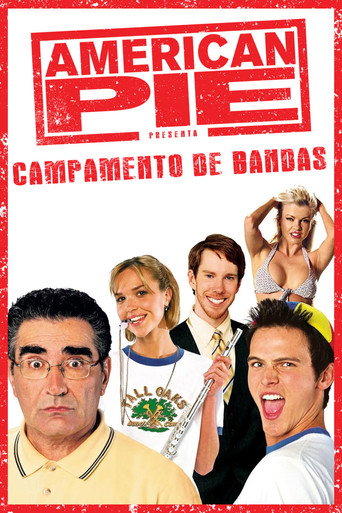 AMERICAN
PIE
PRESENTA
CAMPAMENTO DE BANDAS
TALL OAKS